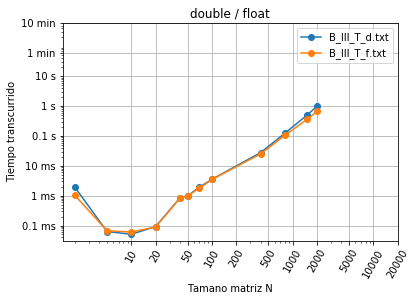 double / float
10 min
1 min
10 s
1 s
0.1 s
10 ms
1 ms
0.1 ms
Tiempo transcurrido
B_III_T_d.txt
B_III_T_f.txt
10
20
50
100
200
500
1000
2000
5000
10000
20000
Tamano matriz N